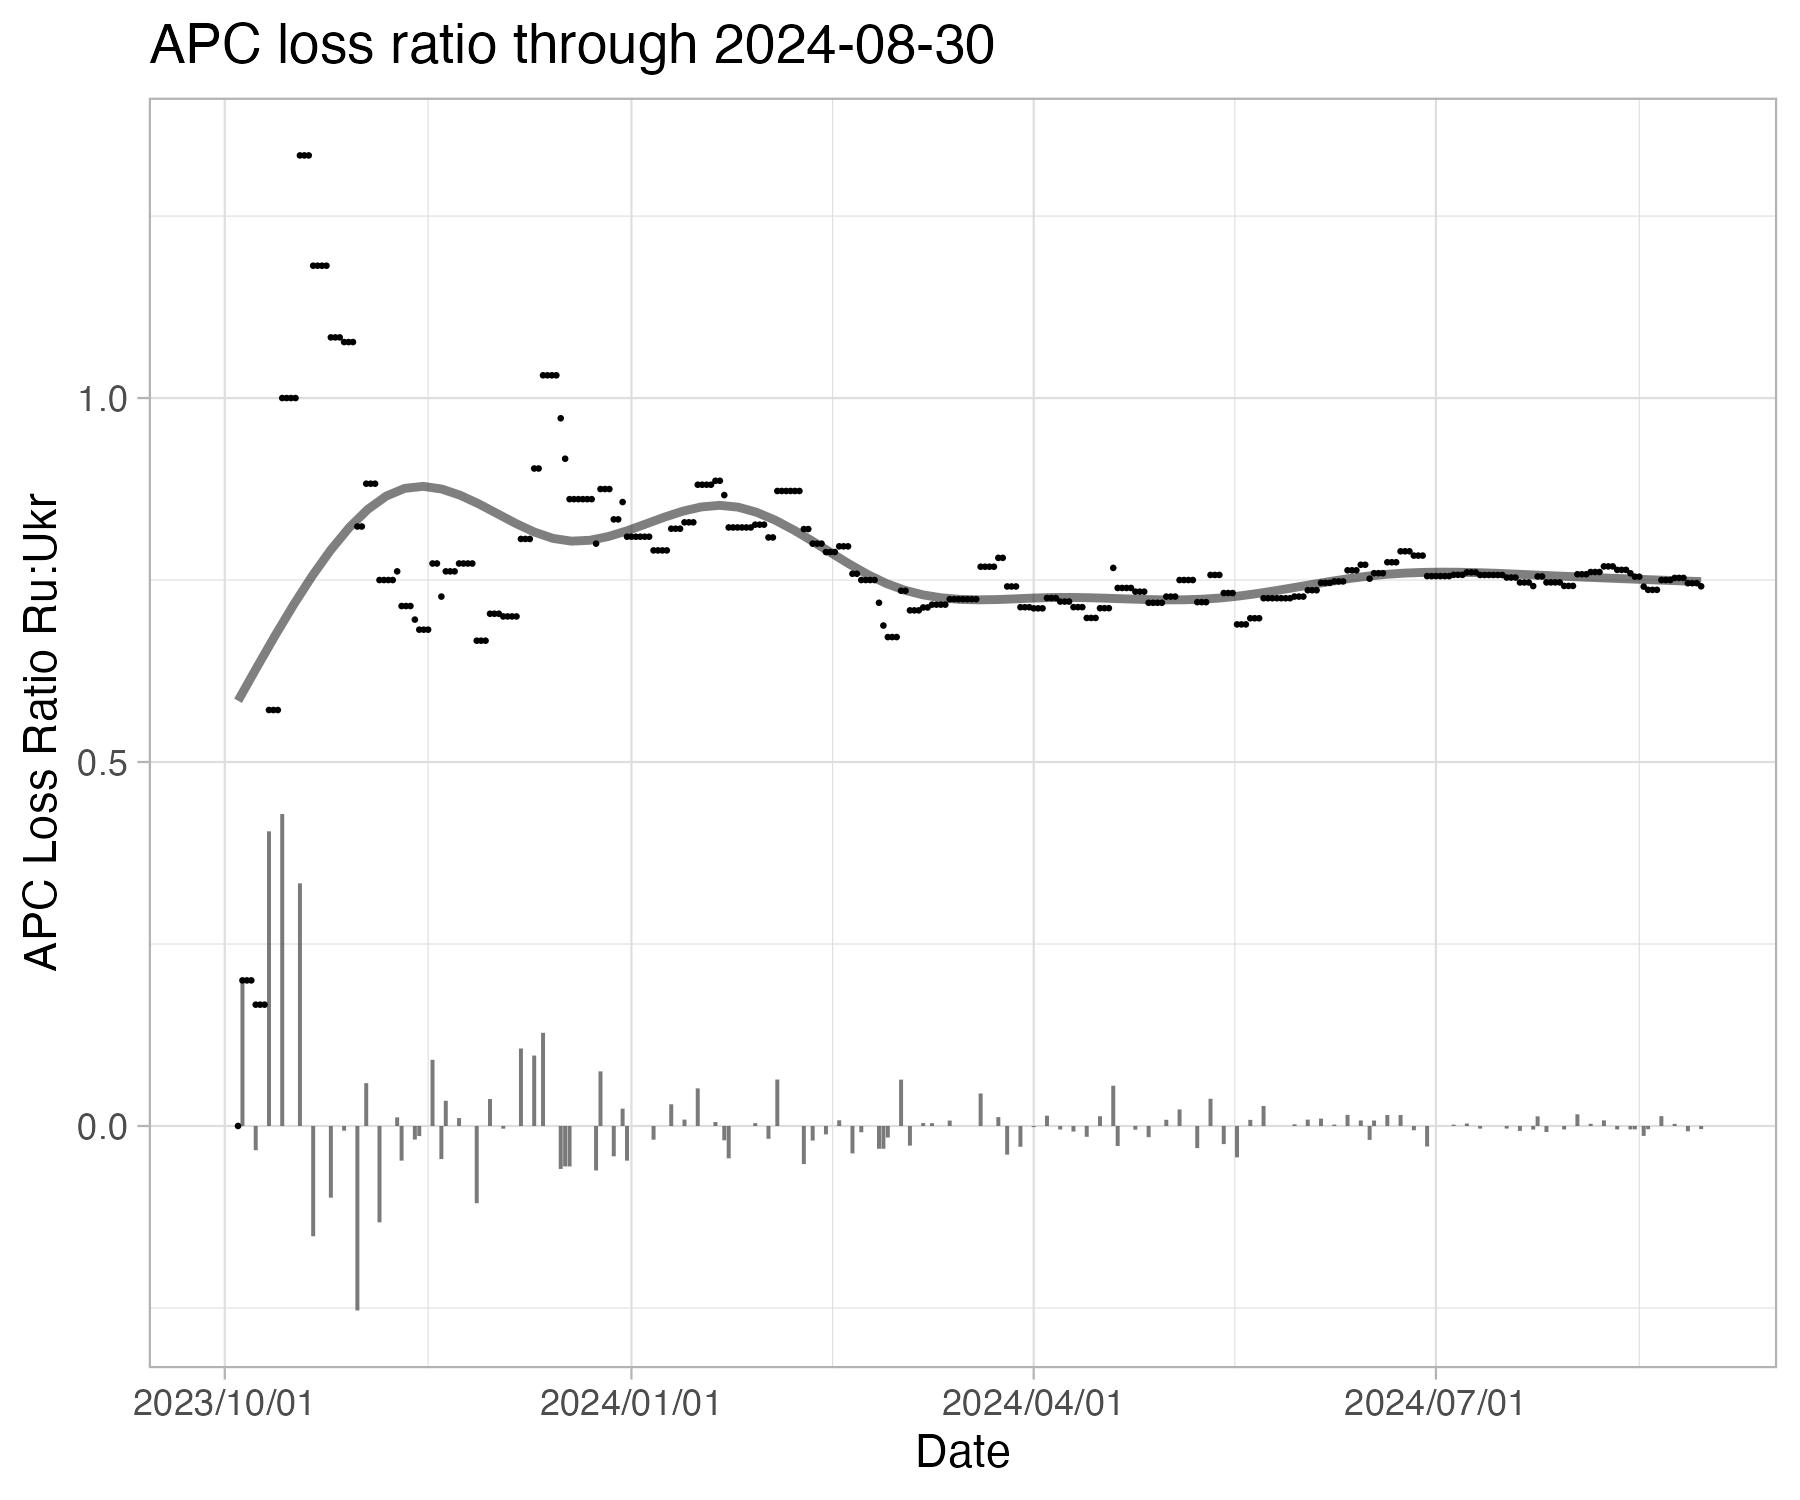 APC loss ratio through 2024-08-30
APC Loss Ratio Ru:Ukr
1.0
0.5
0.0
2023/10/01 2024/01/01 2024/04/01 2024/07/01
Date